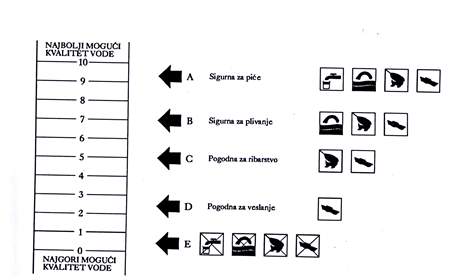 NAJBOLJI MOGUĆI
KVALITET VODE
10
9
8
7
6
5
4
3
2
1
0
NAJGORI MOGUĆI
KVALITET VODE
A Sigurna za piće
B Sigurna za plivanje
C Pogodna za ribarstvo
D Pogodna za veslanje
E